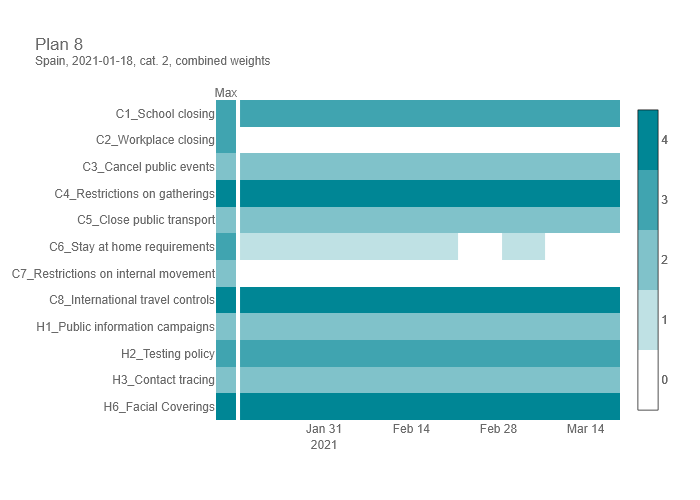 Plan 8
Spain, 2021-01-18, cat. 2, combined weights
Max
C1_School closing
C2_Workplace closing
C3_Cancel public events
C4_Restrictions on gatherings
C5_Close public transport
C6_Stay at home requirements
C7_Restrictions on internal movement
C8_International travel controls
H1_Public information campaigns
H2_Testing policy
H3_Contact tracing
H6_Facial Coverings
Jan 31 Feb 14 Feb 28 Mar 14
2021
4
3
2
1
0